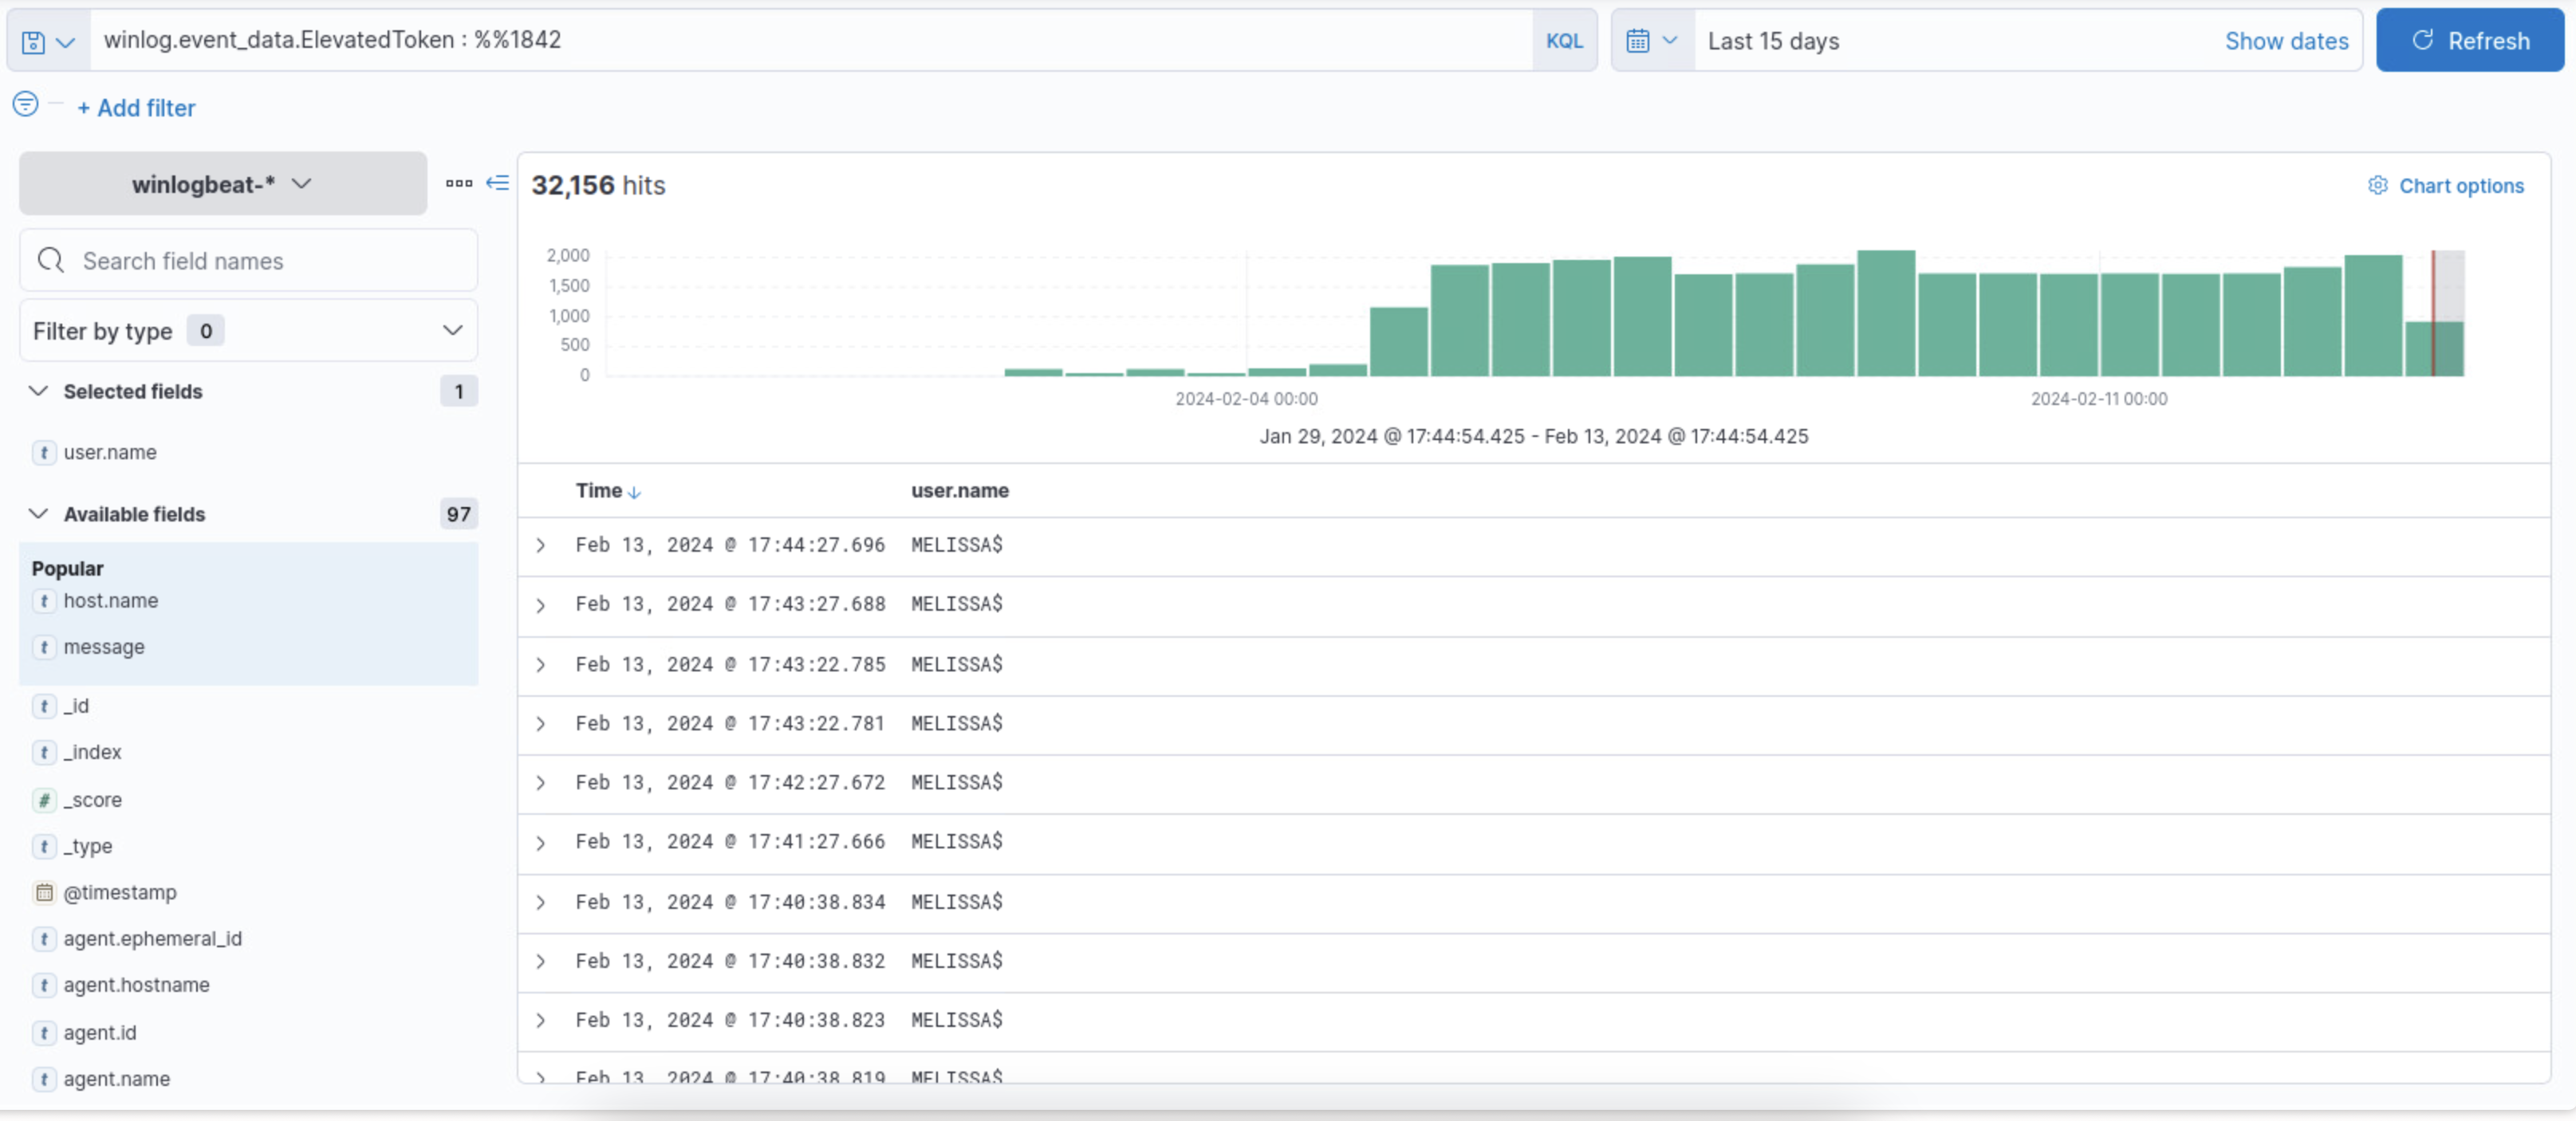 winlog.event_data.ElevatedToken : %%1842
KQL
Last 15 days
Show dates
Refresh
+ Add filter
winlogbeat-*
Search field names
Filter by type 0
Selected fields 1
t user.name
Available fields 97
Popular
t host.name
t message
t _id
t _index
# _score
t _type
@timestamp
t agent.ephemeral_id
t agent.hostname
t agent.id
t agent.name
32,156 hits
Chart options
2,000
1,500
1,000
500
0
2024-02-04 00:00
2024-02-11 00:00
Jan 29, 2024 @ 17:44:54.425 - Feb 13, 2024 @ 17:44:54.425
Time user.name
Feb 13, 2024 @ 17:44:27.696 MELISSA$
Feb 13, 2024 @ 17:43:27.688 MELISSA$
Feb 13, 2024 @ 17:43:22.785 MELISSA$
Feb 13, 2024 @ 17:43:22.781 MELISSA$
Feb 13, 2024 @ 17:42:27.672 MELISSA$
Feb 13, 2024 @ 17:41:27.666 MELISSA$
Feb 13, 2024 @ 17:40:38.834 MELISSA$
Feb 13, 2024 @ 17:40:38.832 MELISSA$
Feb 13, 2024 @ 17:40:38.823 MELISSA$
Feb 13, 2024 @ 17:40:38.819 MELISSA$